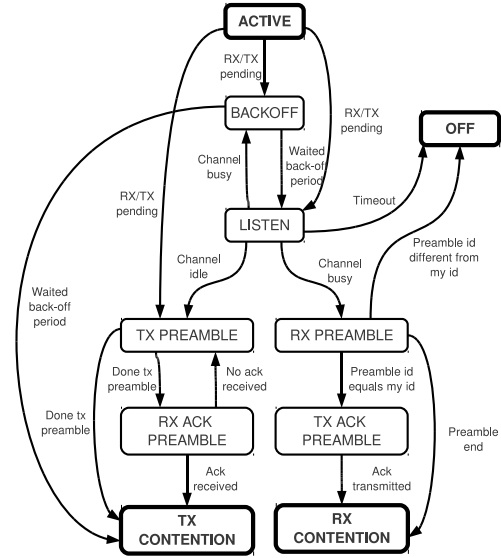 ACTIVE
RX/TX
pending
BACKOFF
RX/TX
pending
OFF
Channel
busy
Waited
back-off
period
RX/TX
pending
Timeout
LISTEN
Preamble id
different from
my id
Channel
idle
Channel
busy
Waited
back-off
period
TX PREAMBLE
RX PREAMBLE
Done tx
preamble
No ack
received
Preamble id
equals my id
Done tx
preamble
RX ACK
PREAMBLE
TX ACK
PREAMBLE
Preamble
end
Ack
received
Ack
transmitted
TX
CONTENTION
RX
CONTENTION